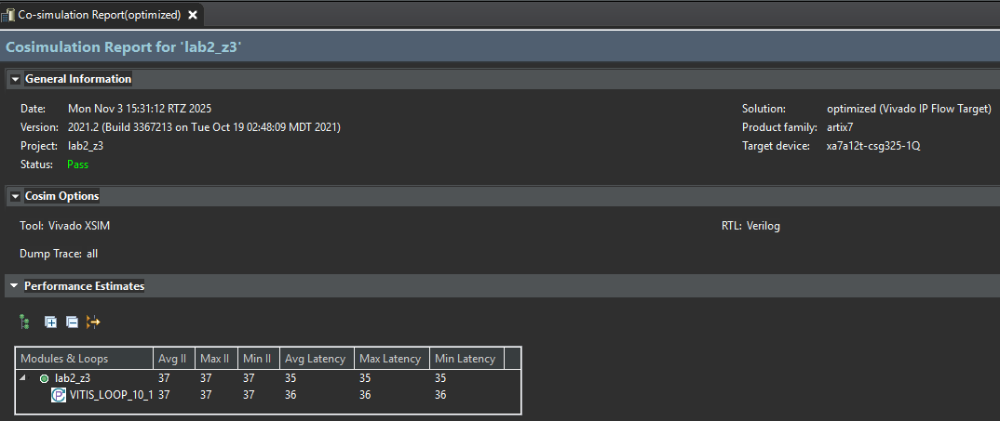 Co-simulation Report(optimized)
Cosimulation Report for 'lab2_z3'
General Information
Date: Mon Nov 3 15:31:12 RTZ 2025 Solution: optimized (Vivado IP Flow Target)
Version: 2021.2 (Build 3367213 on Tue Oct 19 02:48:09 MDT 2021) Product family: artix7
Project: lab2_z3 Target device: xa7a12t-csg325-1Q
Status: Pass
Cosim Options
Tool: Vivado XSIM RTL: Verilog
Dump Trace: all
Performance Estimates
Modules & Loops Avg II Max II Min II Avg Latency Max Latency Min Latency
lab2_z3 37 37 37 35 35 35
VITIS_LOOP_10_1 37 37 37 36 36 36